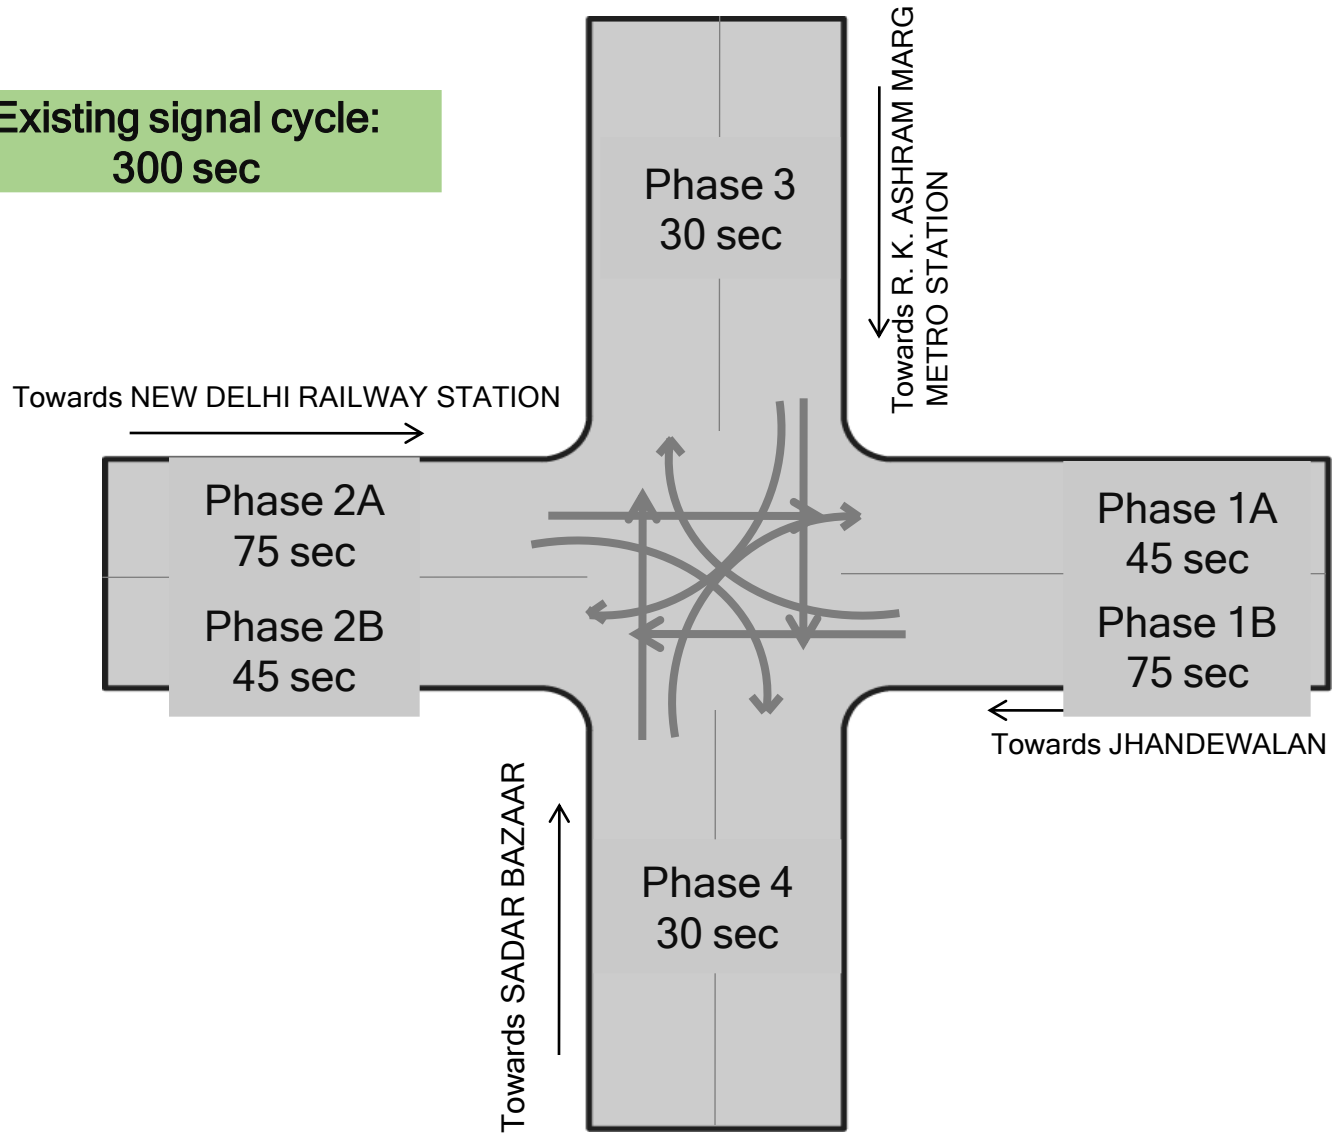 Existing signal cycle:
300 sec
Phase 3
30 sec
Towards R. K. ASHRAM MARG
METRO STATION
Towards NEW DELHI RAILWAY STATION
Phase 2A
75 sec
Phase 2B
45 sec
Phase 1A
45 sec
Phase 1B
75 sec
Towards JHANDEWALAN
Towards SADAR BAZAAR
Phase 4
30 sec